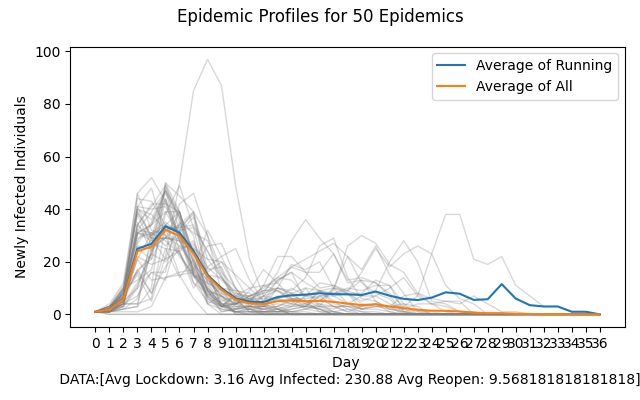 Epidemic Profiles for 50 Epidemics
Average of Running
Average of All
100
80
60
40
20
0
Newly Infected Individuals
0 1 2 3 4 5 6 7 8 9 10 11 12 13 14 15 16 17 18 19 20 21 22 23 24 25 26 27 28 29 30 31 32 33 34 35 36
Day
DATA:[Avg Lockdown: 3.16 Avg Infected: 230.88 Avg Reopen: 9.568181818181818]